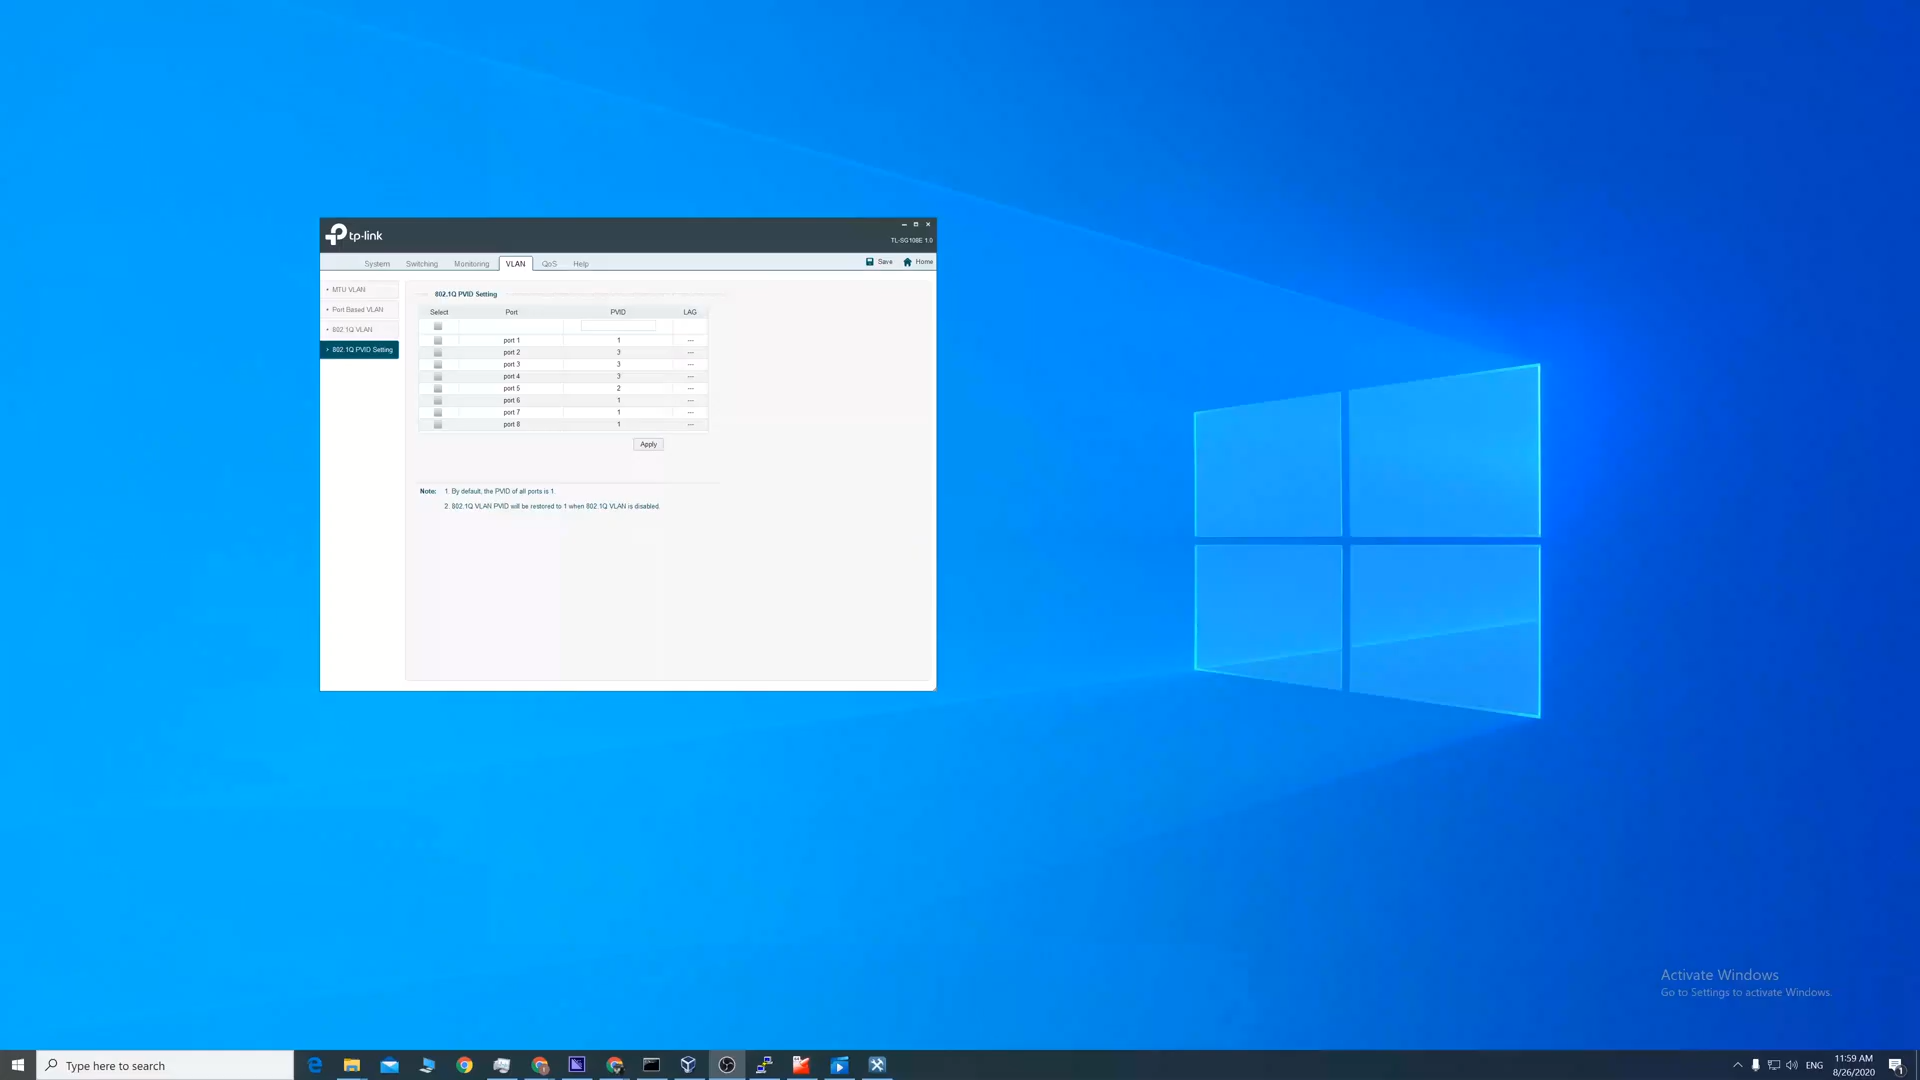 tp-link
TL-SG108E 1.0
System Switching Monitoring VLAN QoS Help Save Home
MTU VLAN
Port Based VLAN
802.1Q VLAN
802.1Q PVID Setting
802.1Q PVID Setting
Select Port PVID LAG
port 1 1 ---
port 2 3 ---
port 3 3 ---
port 4 3 ---
port 5 2 ---
port 6 1 ---
port 7 1 ---
port 8 1 ---
Apply
Note: 1. By default, the PVID of all ports is 1.
2. 802.1Q VLAN PVID will be restored to 1 when 802.1Q VLAN is disabled.
Activate Windows
Go to Settings to activate Windows.
Type here to search
ENG
11:59 AM
8/26/2020
1